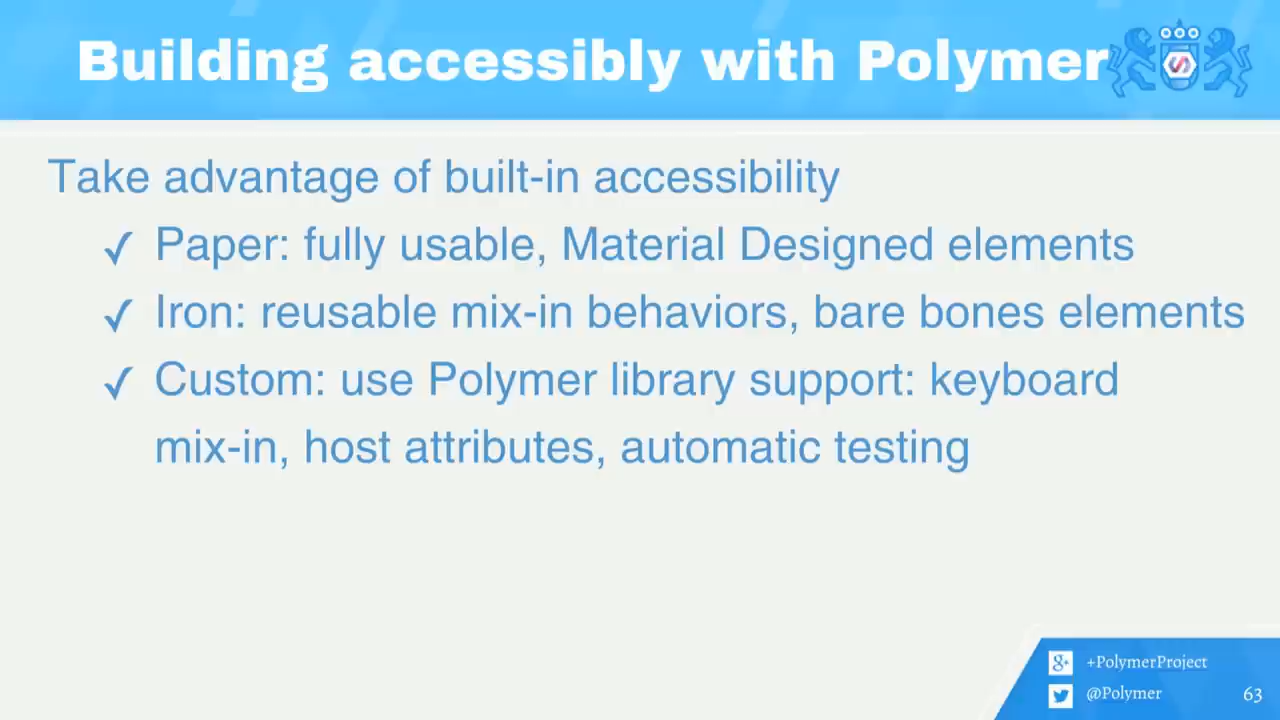 Building accessibly with Polymer
Take advantage of built-in accessibility
✓ Paper: fully usable, Material Designed elements
✓ Iron: reusable mix-in behaviors, bare bones elements
✓ Custom: use Polymer library support: keyboard
mix-in, host attributes, automatic testing
+PolymerProject
@Polymer
63